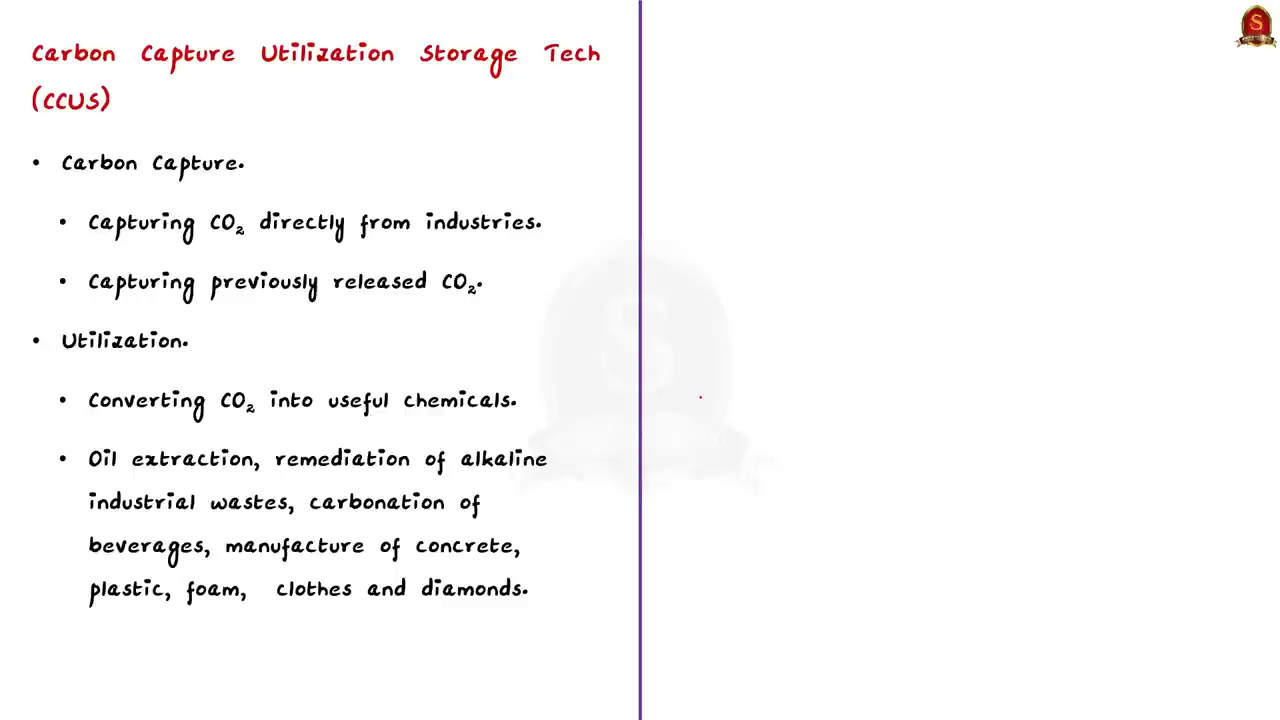 Carbon Capture Utilization Storage Tech
(CCUS)
• Carbon Capture.
• Capturing CO₂ directly from industries.
• Capturing previously released CO₂.
• Utilization.
• Converting CO₂ into useful chemicals.
• Oil extraction, remediation of alkaline
industrial wastes, carbonation of
beverages, manufacture of concrete,
plastic, foam, clothes and diamonds.
S